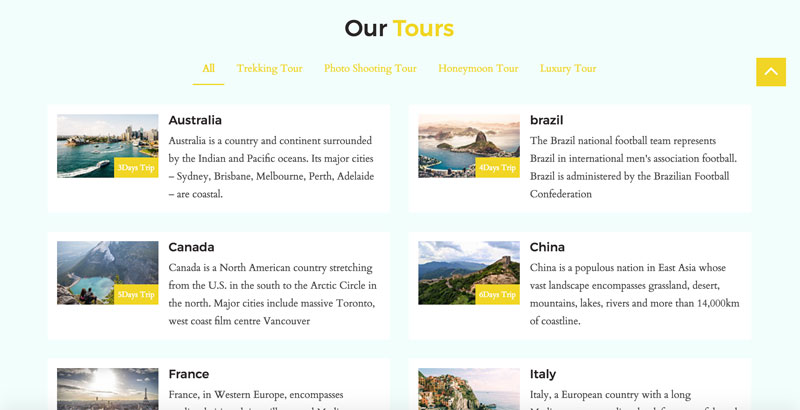 Our Tours
All
Trekking Tour
Photo Shooting Tour
Honeymoon Tour
Luxury Tour
Australia
Australia is a country and continent surrounded
by the Indian and Pacific oceans. Its major cities
– Sydney, Brisbane, Melbourne, Perth, Adelaide
– are coastal.
3Days Trip
brazil
The Brazil national football team represents
Brazil in international men's association football.
Brazil is administered by the Brazilian Football
Confederation
4Days Trip
Canada
Canada is a North American country stretching
from the U.S. in the south to the Arctic Circle in
the north. Major cities include massive Toronto,
west coast film centre Vancouver
5Days Trip
China
China is a populous nation in East Asia whose
vast landscape encompasses grassland, desert,
mountains, lakes, rivers and more than 14,000km
of coastline.
6Days Trip
France
France, in Western Europe, encompasses
Italy
Italy, a European country with a long